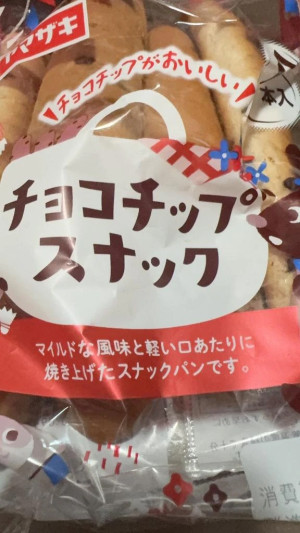 ヤマザキ
チョコチップがおいしい
本入
チョコチップ
スナック
マイルドな風味と軽い口あたりに
焼き上げたスナックパンです。
消費